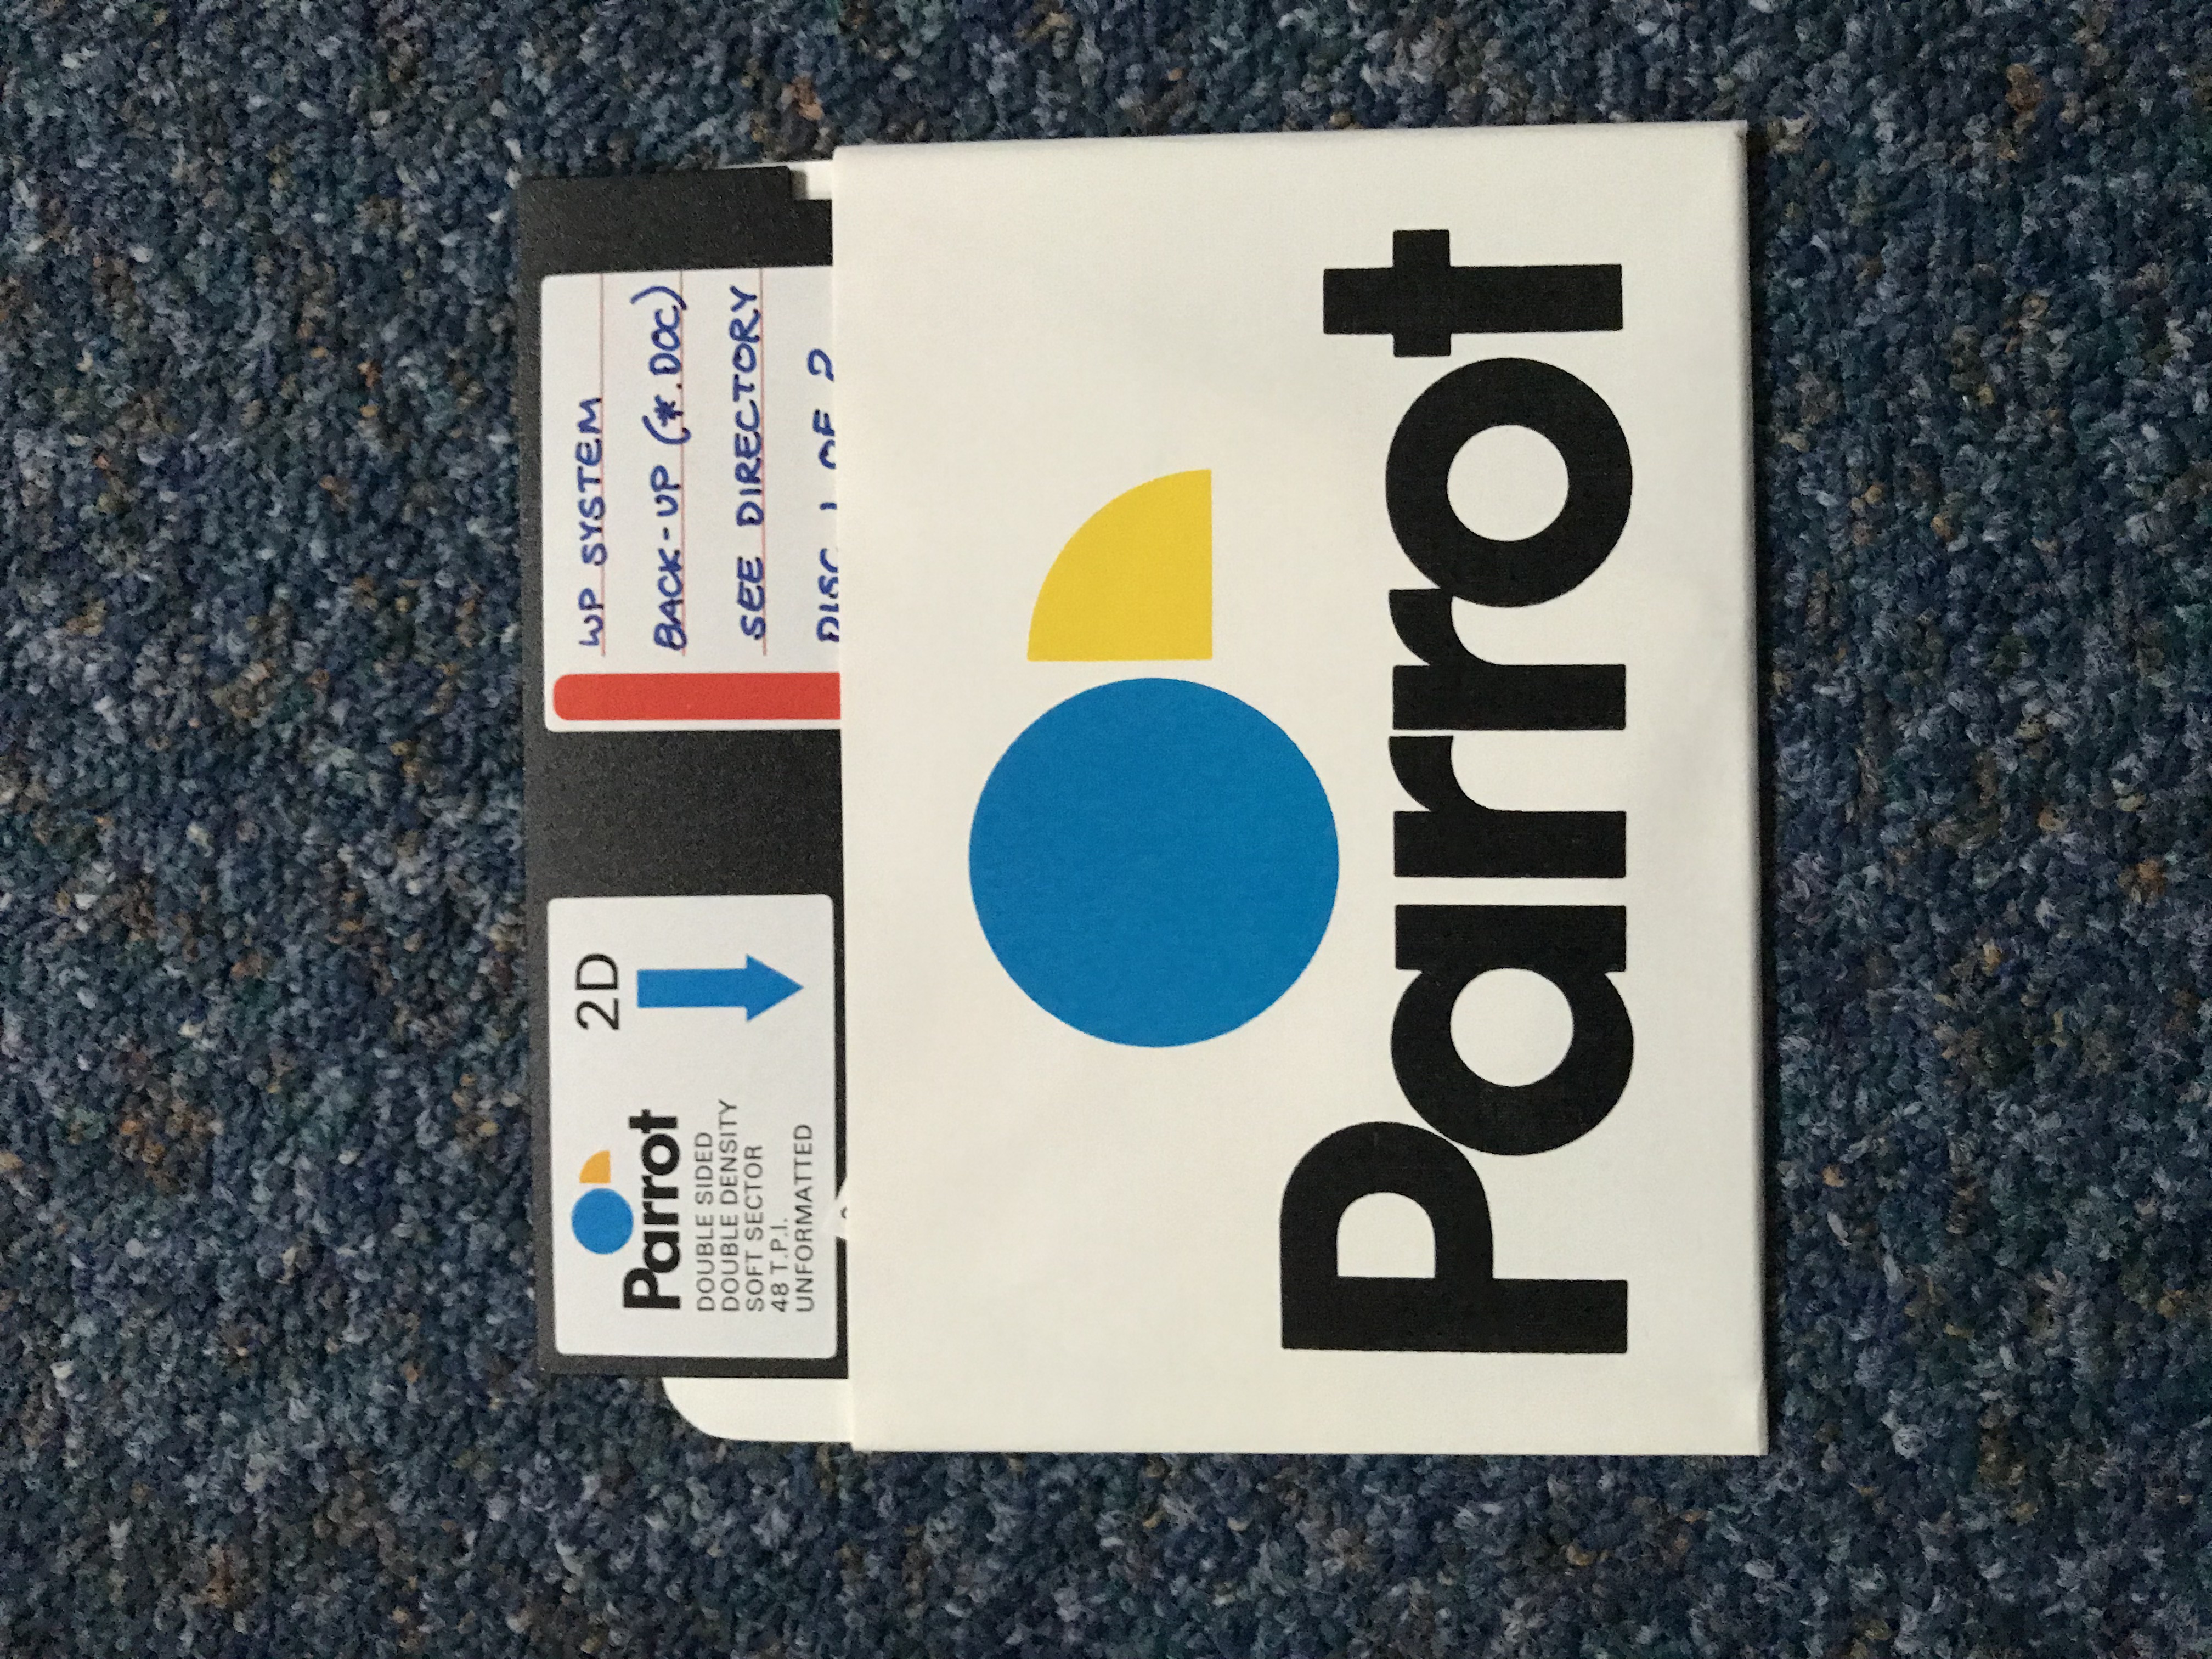 Parrot
DOUBLE SIDED
DOUBLE DENSITY
SOFT SECTOR
48 T.P.I.
UNFORMATTED
2D
WP SYSTEM
BACK-UP (*.DOC)
SEE DIRECTORY
DISC 1 OF 2
Parrot